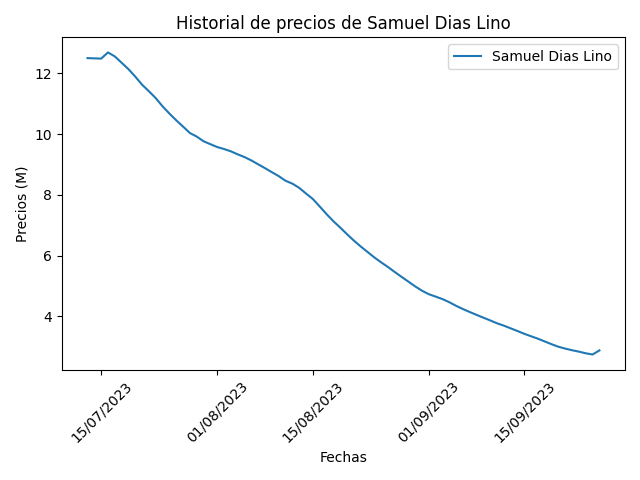 Historial de precios de Samuel Dias Lino
Samuel Dias Lino
Precios (M)
12
10
8
6
4
15/07/2023
01/08/2023
15/08/2023
01/09/2023
15/09/2023
Fechas